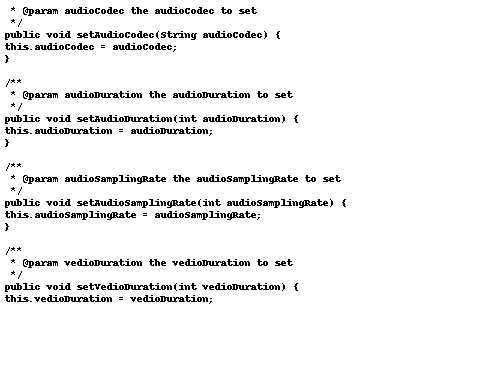 * @param audioCodec the audioCodec to set
*/
public void setAudioCodec(String audioCodec) {
this.audioCodec = audioCodec;
}
/**
* @param audioDuration the audioDuration to set
*/
public void setAudioDuration(int audioDuration) {
this.audioDuration = audioDuration;
}
/**
* @param audioSamplingRate the audioSamplingRate to set
*/
public void setAudioSamplingRate(int audioSamplingRate) {
this.audioSamplingRate = audioSamplingRate;
}
/**
* @param vedioDuration the vedioDuration to set
*/
public void setVedioDuration(int vedioDuration) {
this.vedioDuration = vedioDuration;